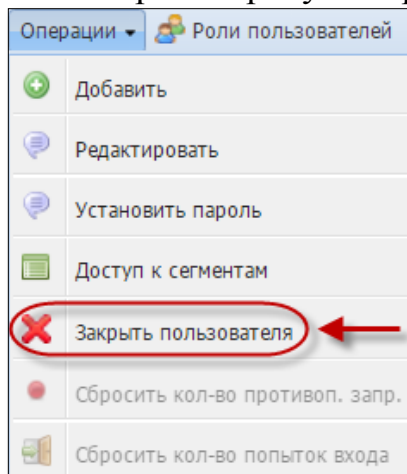 Операции Роли пользователей
Добавить
Редактировать
Установить пароль
Доступ к сегментам
Закрыть пользователя
Сбросить кол-во противоп. запр.
Сбросить кол-во попыток входа